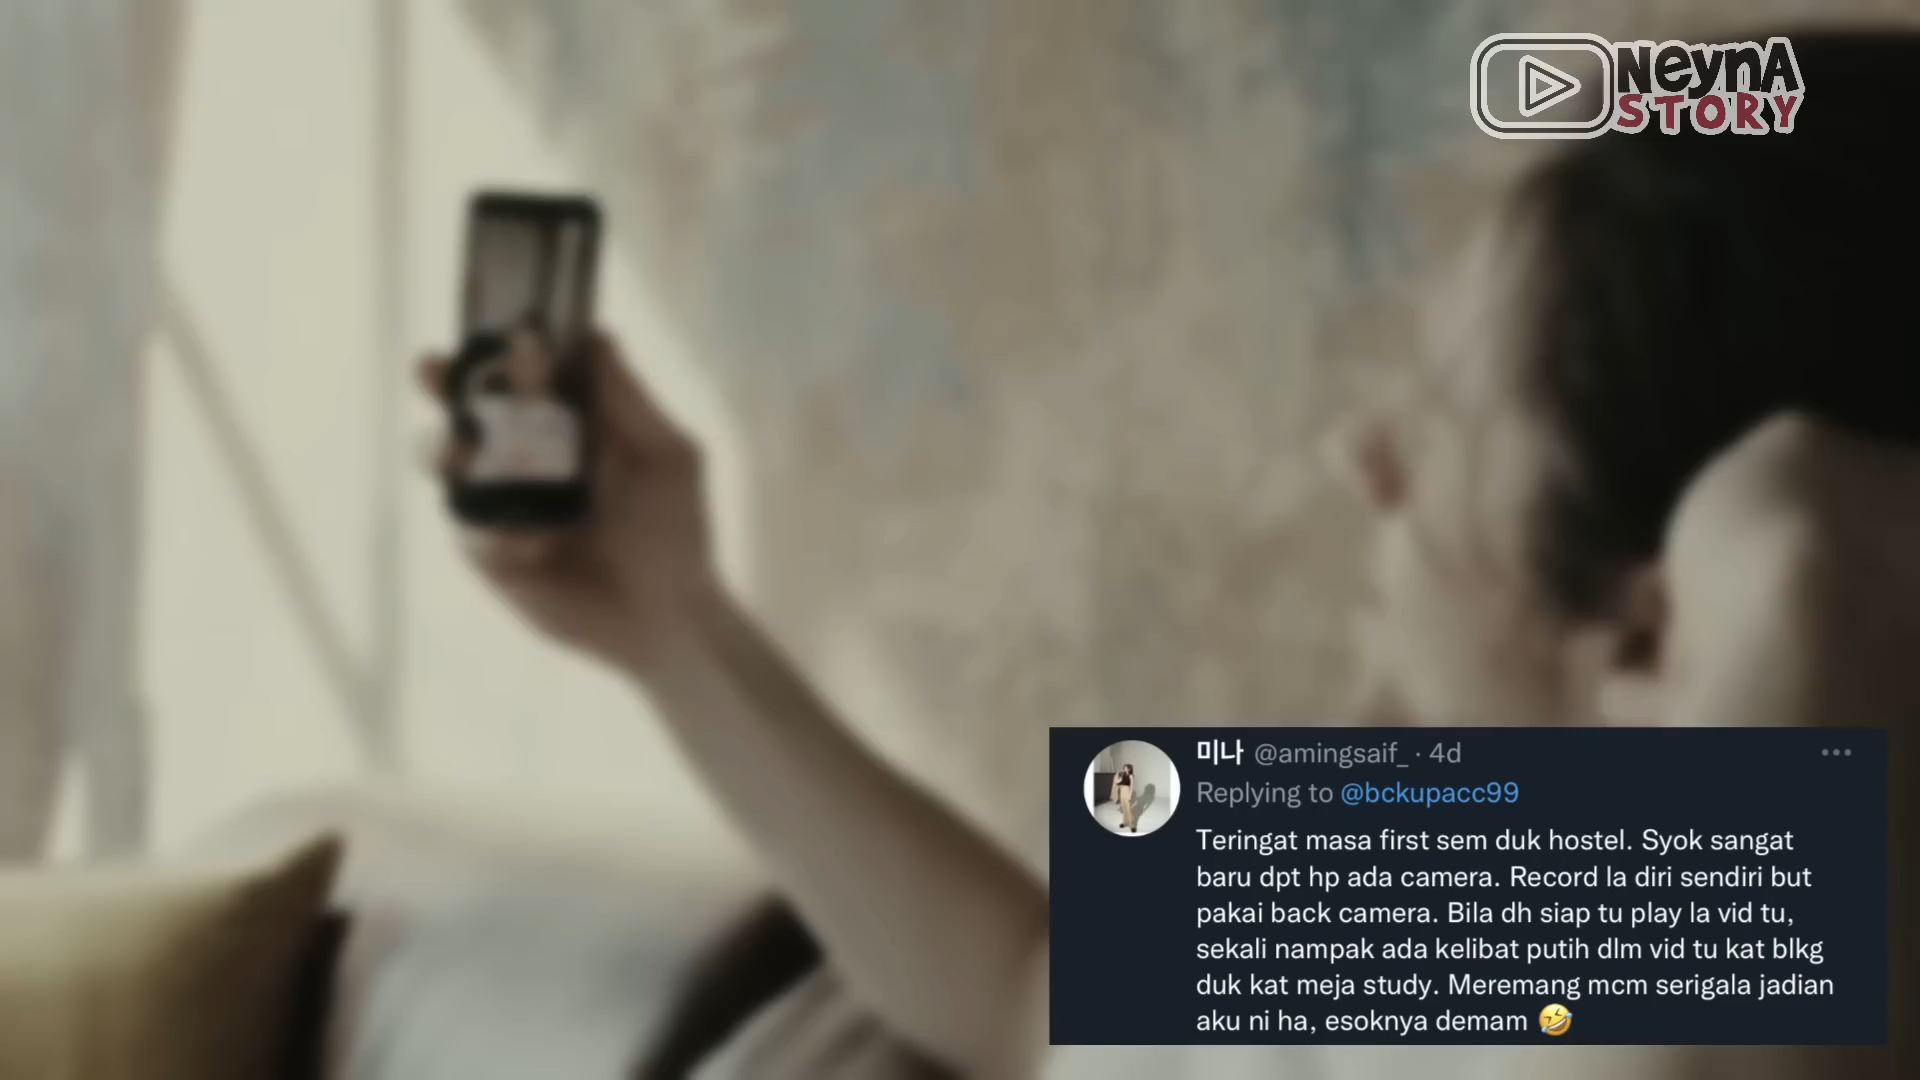 NeynA
STORY
미나 @amingsaif_ · 4d
Replying to @bckupacc99
Teringat masa first sem duk hostel. Syok sangat
baru dpt hp ada camera. Record la diri sendiri but
pakai back camera. Bila dh siap tu play la vid tu,
sekali nampak ada kelibat putih dlm vid tu kat blkg
duk kat meja study. Meremang mcm serigala jadian
aku ni ha, esoknya demam 🤣